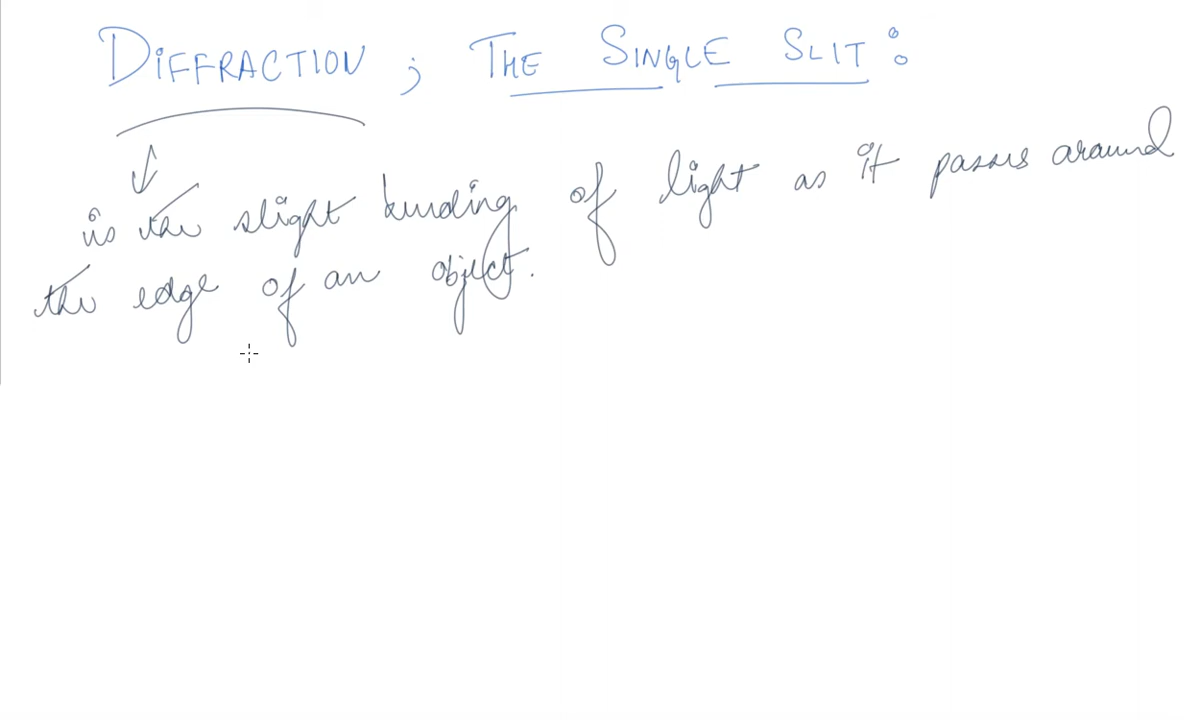 DIFFRACTION ; THE SINGLE SLIT :
is the slight bending of light as it passes around
the edge of an object.